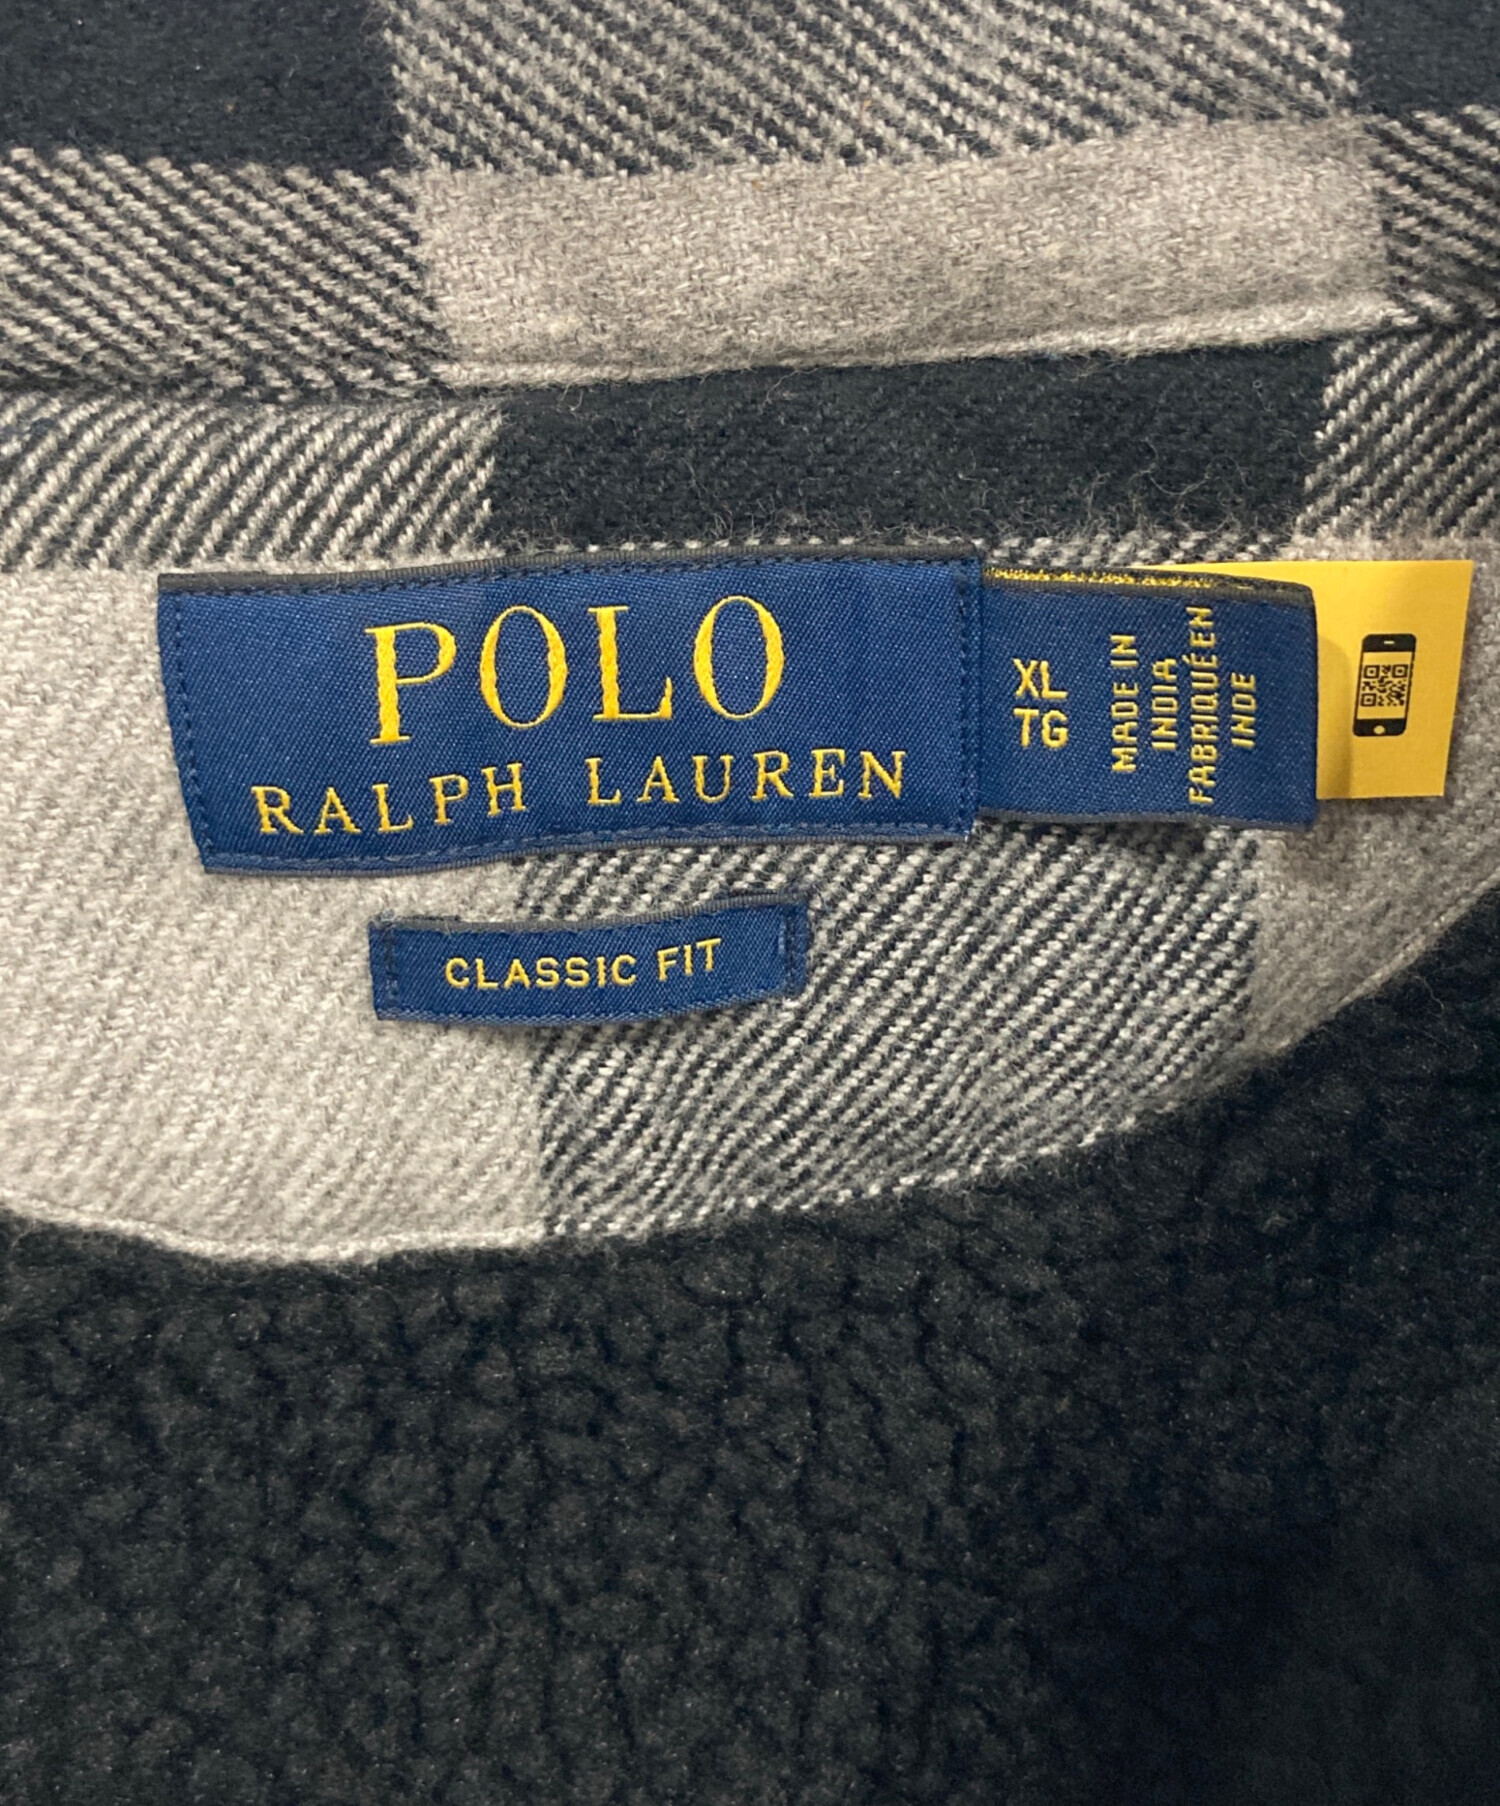 POLO
RALPH LAUREN
XL
TG
MADE IN
INDIA
FABRIQUÉ EN
INDE
CLASSIC FIT